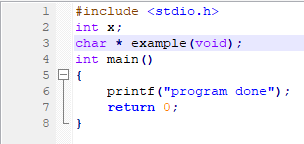 1 #include <stdio.h>
2 int x;
3 char * example(void);
4 int main()
5 {
6 printf("program done");
7 return 0;
8 }